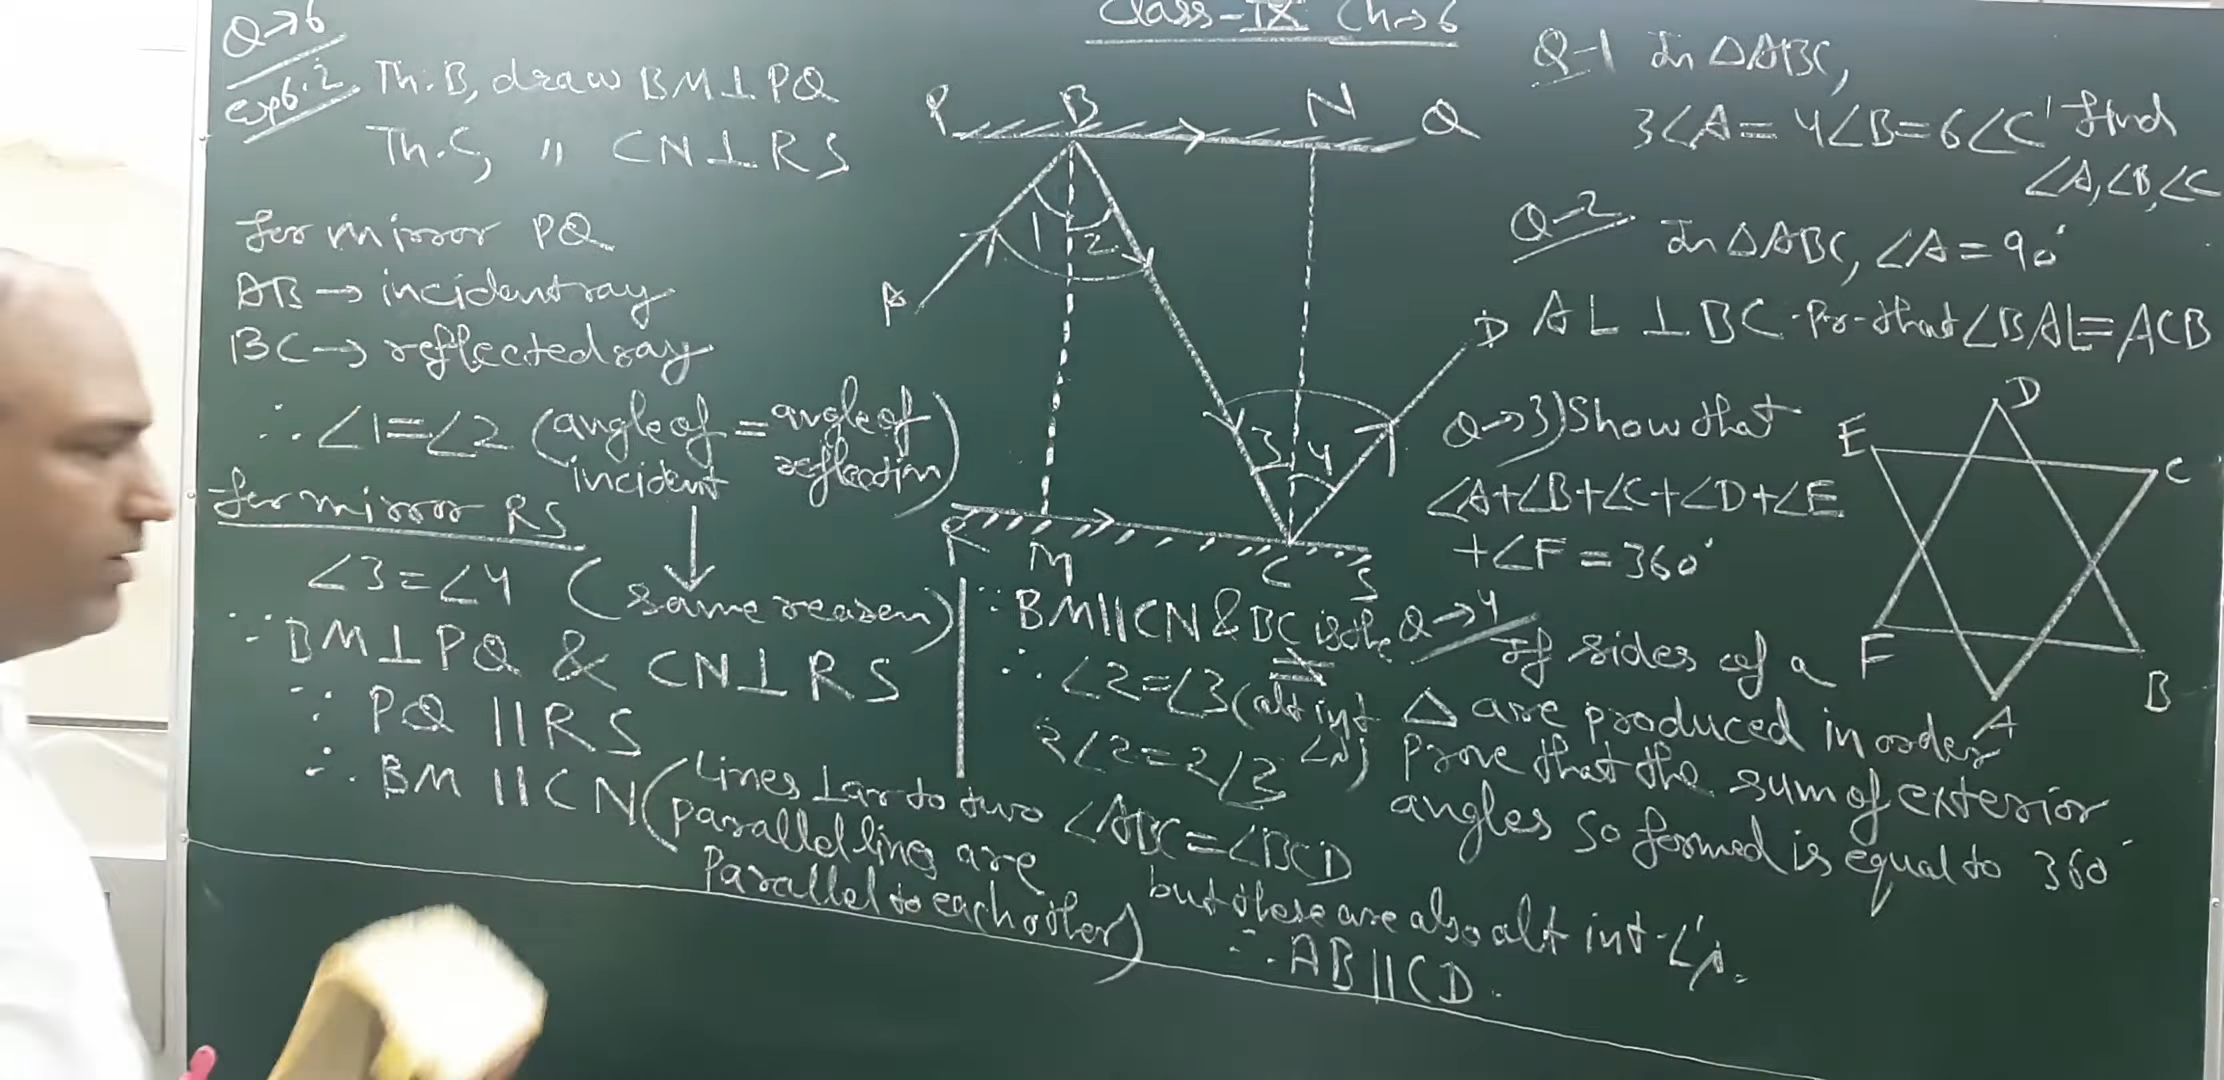 Class-IX Ch→6
Q→6
exp6.2
Th.B, draw BM⊥PQ
Th.C, " CN⊥RS
for mirror PQ
AB → incident ray
BC → reflected ray
∴ ∠1=∠2 (angle of incident = angle of reflection)
for mirror RS
∠3=∠4 (same reason)
∵ BM⊥PQ & CN⊥RS
∵ PQ || RS
∴ BM || CN (Lines ⊥ar to two
parallel lines are
Parallel to each other)
P B N Q
1 2
A
D
3 4
R M C S
∵ BM||CN & BC is the
∴ ∠2=∠3 (alt int ∠s)
2∠2=2∠3
∠ABC=∠BCD
but these are also alt int-∠'s.
∴ AB||CD.
Q-1 In △ABC,
3∠A=4∠B=6∠C' find
∠A,∠B,∠C
Q-2 In △ABC, ∠A=90°
AL ⊥ BC. Pr. that ∠BAL=ACB
Q→3) Show that
∠A+∠B+∠C+∠D+∠E
+∠F=360°
D
E C
F B
A
Q→4 If sides of a
△ are produced in order
prove that the sum of exterior
angles so formed is equal to 360°